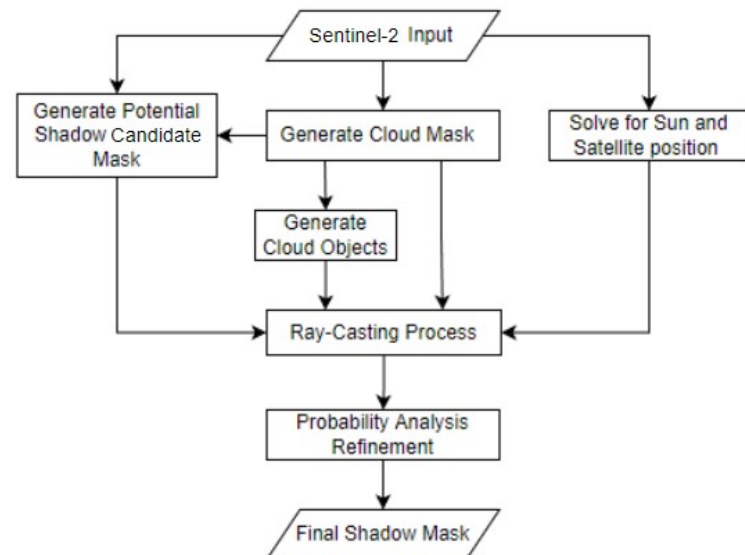 Sentinel-2 Input
Generate Potential
Shadow Candidate
Mask
Generate Cloud Mask
Solve for Sun and
Satellite position
Generate
Cloud Objects
Ray-Casting Process
Probability Analysis
Refinement
Final Shadow Mask